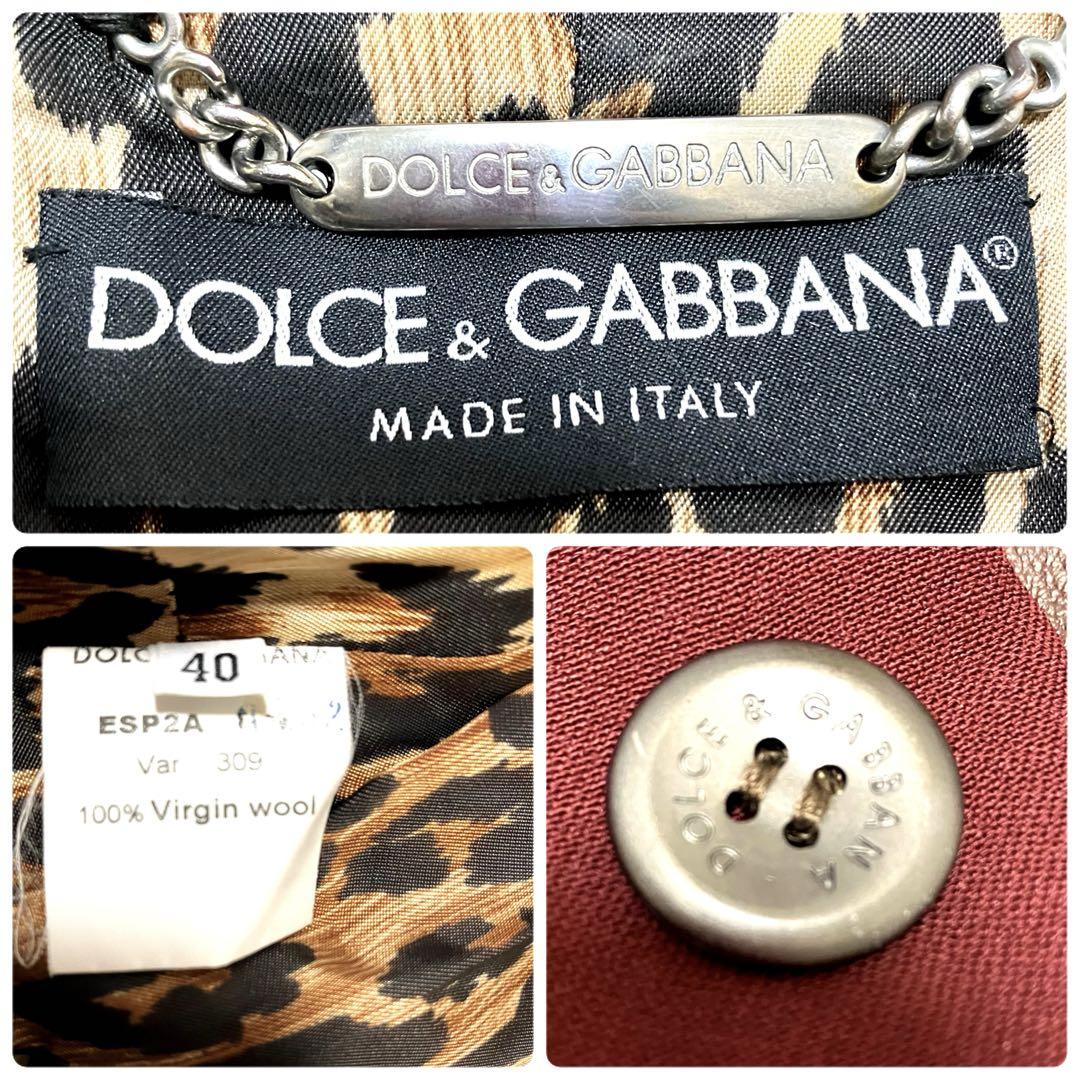 DOLCE & GABBANA
DOLCE & GABBANA®
MADE IN ITALY
40
ESP2A
Var 309
100% Virgin wool
DOLCE & GABBANA